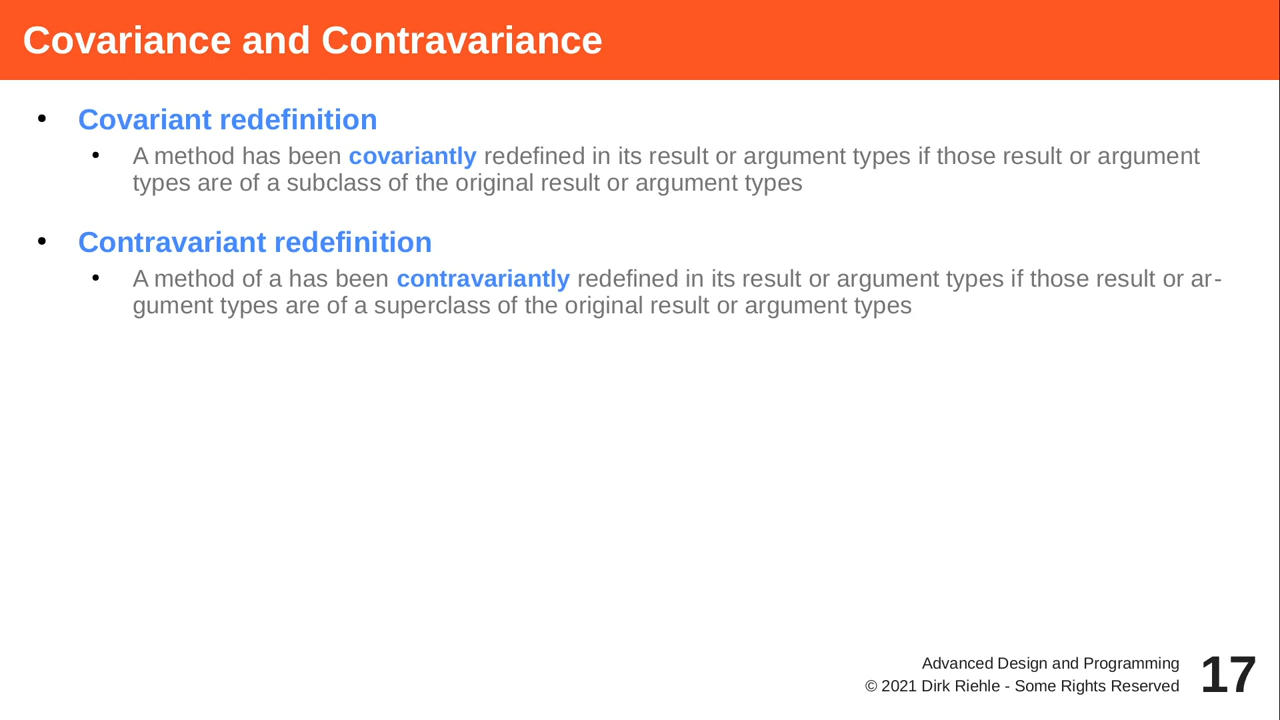 Covariance and Contravariance
• Covariant redefinition
• A method has been covariantly redefined in its result or argument types if those result or argument
types are of a subclass of the original result or argument types
• Contravariant redefinition
• A method of a has been contravariantly redefined in its result or argument types if those result or ar-
gument types are of a superclass of the original result or argument types
Advanced Design and Programming
© 2021 Dirk Riehle - Some Rights Reserved
17